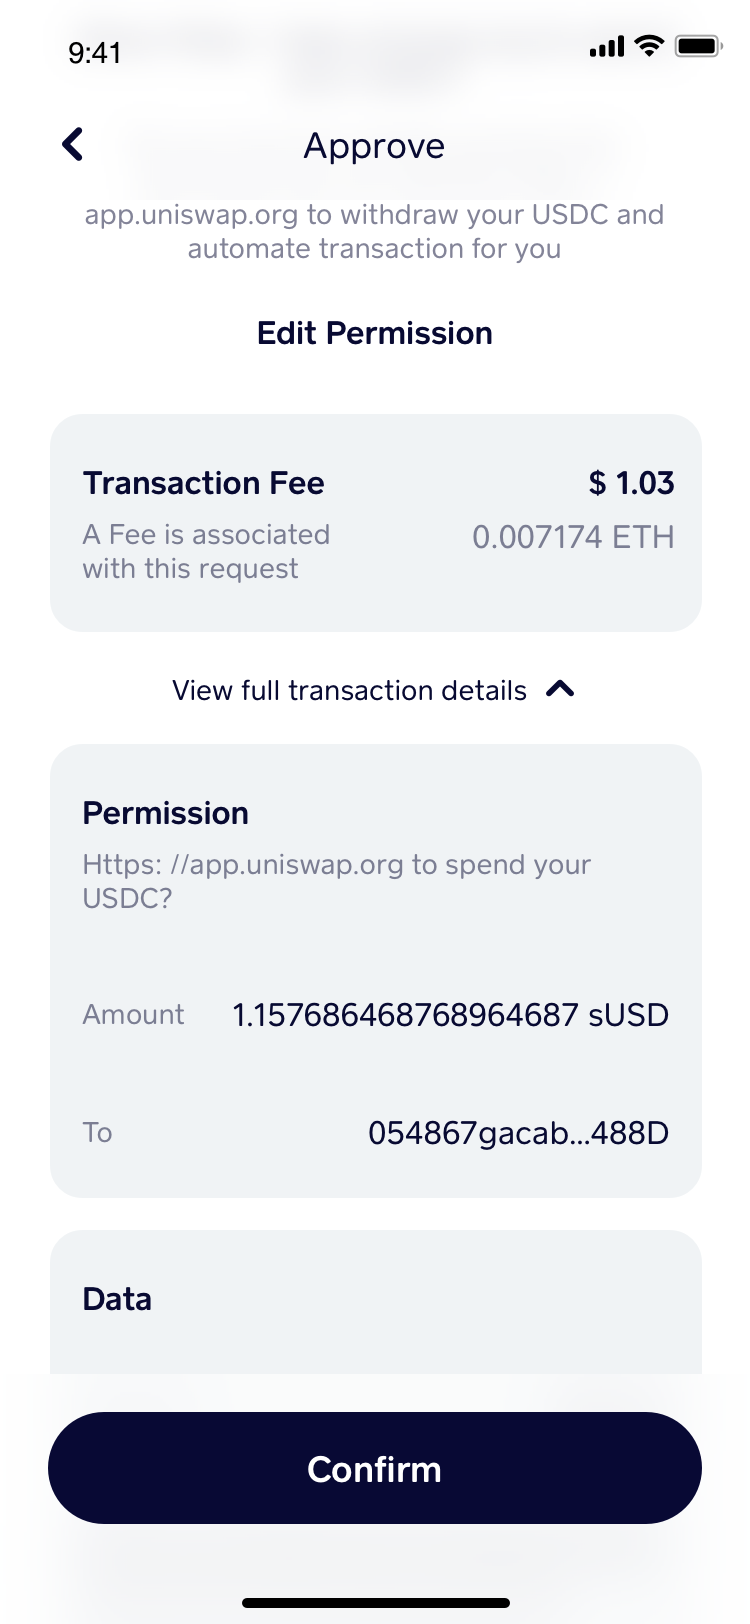 9:41
Approve
app.uniswap.org to withdraw your USDC and
automate transaction for you
Edit Permission
Transaction Fee
$ 1.03
A Fee is associated
with this request
0.007174 ETH
View full transaction details
Permission
Https: //app.uniswap.org to spend your
USDC?
Amount
1.157686468768964687 sUSD
To
054867gacab...488D
Data
Confirm